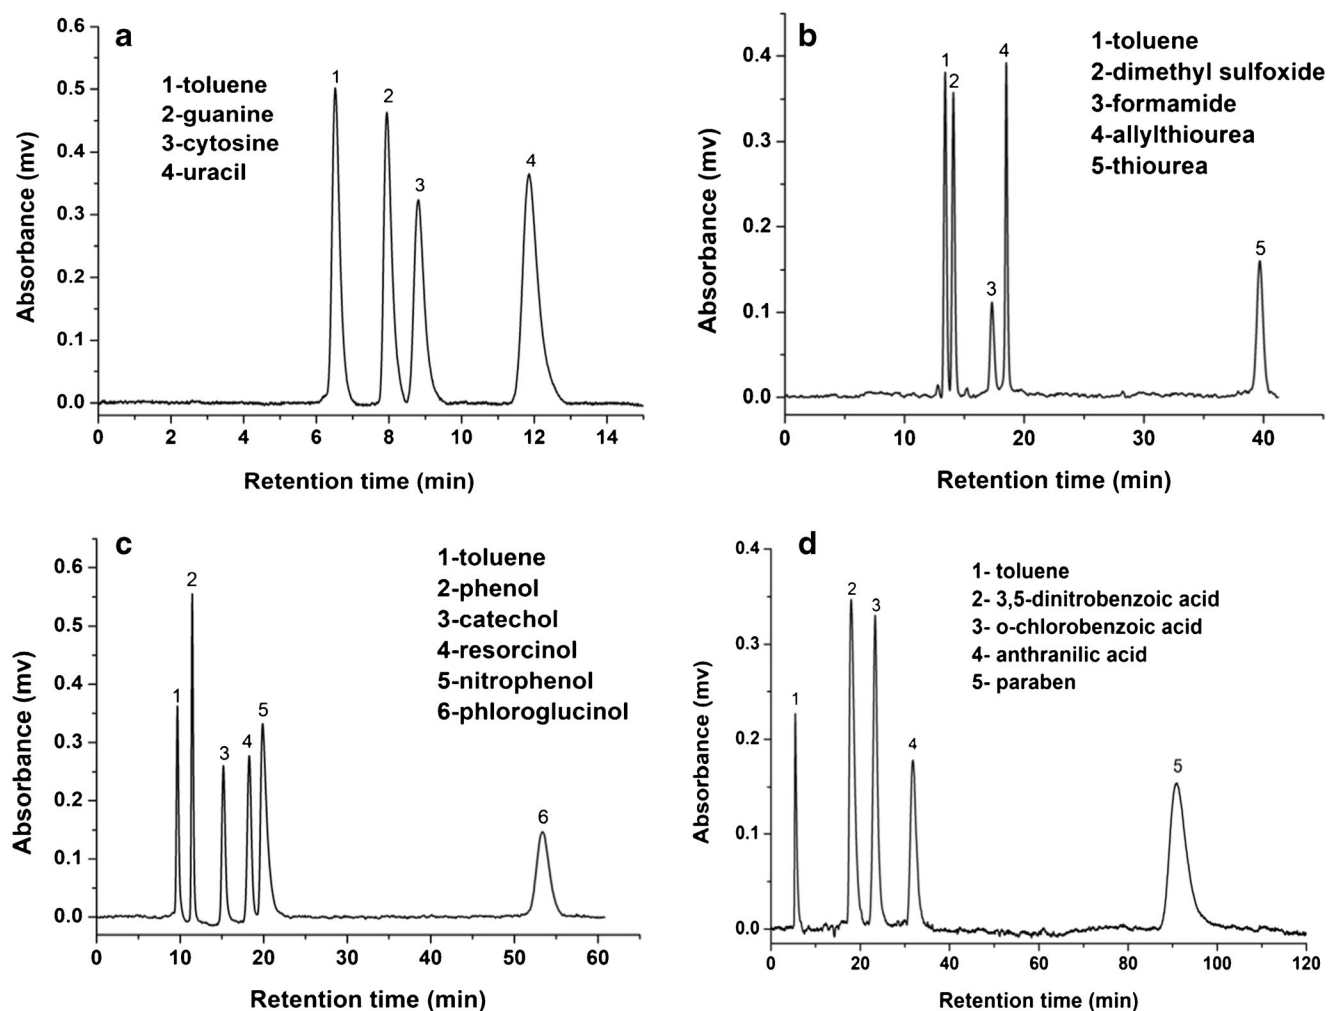 a
1-toluene
2-guanine
3-cytosine
4-uracil
1
2
3
4
0.6
0.5
0.4
0.3
0.2
0.1
0.0
Absorbance (mv)
0 2 4 6 8 10 12 14
Retention time (min)
b
1-toluene
2-dimethyl sulfoxide
3-formamide
4-allylthiourea
5-thiourea
1
2
3
4
5
0.4
0.3
0.2
0.1
0.0
Absorbance (mv)
0 10 20 30 40
Retention time (min)
c
1-toluene
2-phenol
3-catechol
4-resorcinol
5-nitrophenol
6-phloroglucinol
1
2
3
4
5
6
0.6
0.5
0.4
0.3
0.2
0.1
0.0
Absorbance (mv)
0 10 20 30 40 50 60
Retention time (min)
d
1- toluene
2- 3,5-dinitrobenzoic acid
3- o-chlorobenzoic acid
4- anthranilic acid
5- paraben
1
2
3
4
5
0.4
0.3
0.2
0.1
0.0
Absorbance (mv)
0 20 40 60 80 100 120
Retention time (min)